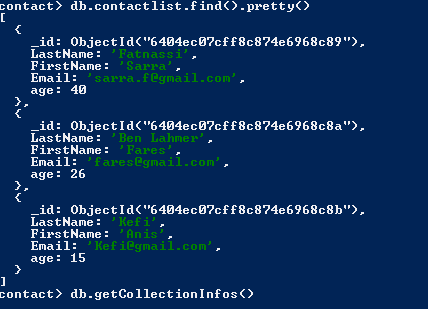 contact> db.contactlist.find().pretty()
[
  {
    _id: ObjectId("6404ec07cff8c874e6968c89"),
    LastName: 'Fatnassi',
    FirstName: 'Sarra',
    Email: 'sarra.f@gmail.com',
    age: 40
  },
  {
    _id: ObjectId("6404ec07cff8c874e6968c8a"),
    LastName: 'Ben Lahmer',
    FirstName: 'Fares',
    Email: 'fares@gmail.com',
    age: 26
  },
  {
    _id: ObjectId("6404ec07cff8c874e6968c8b"),
    LastName: 'Kefi',
    FirstName: 'Anis',
    Email: 'Kefi@gmail.com',
    age: 15
  }
]
contact> db.getCollectionInfos()